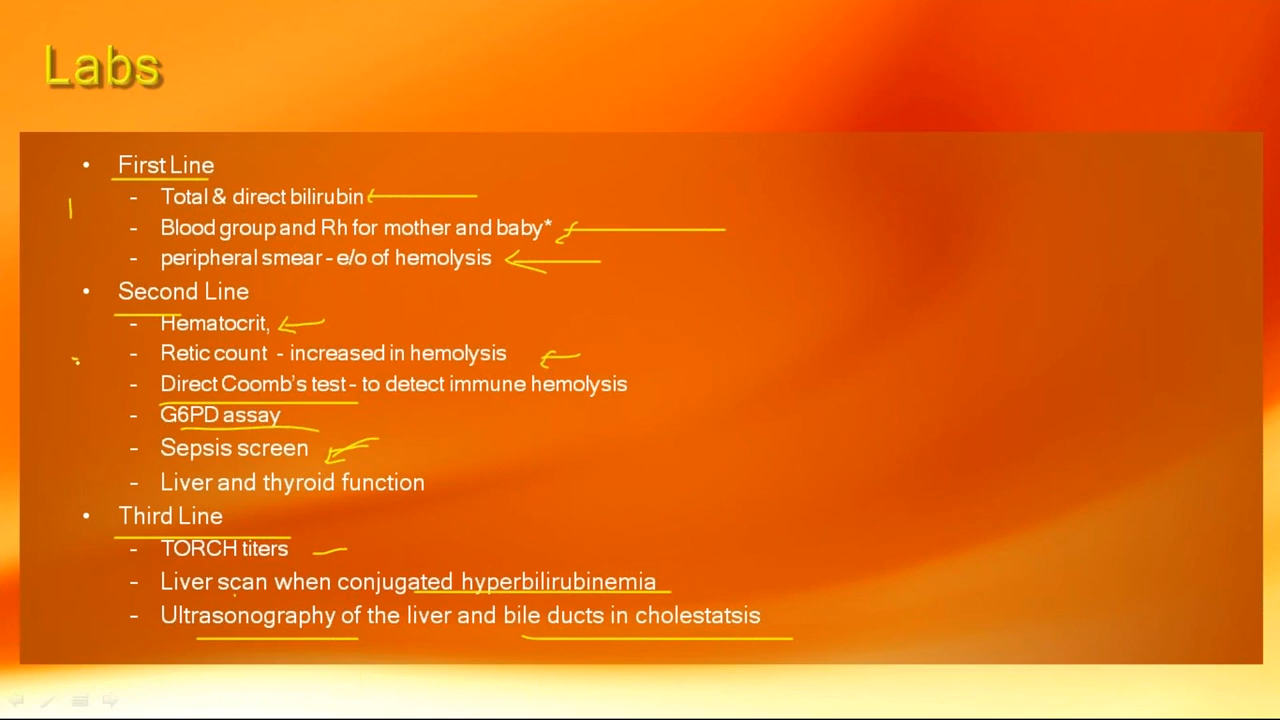 Labs
• First Line
- Total & direct bilirubin
- Blood group and Rh for mother and baby*
- peripheral smear - e/o of hemolysis
• Second Line
- Hematocrit,
- Retic count - increased in hemolysis
- Direct Coomb's test - to detect immune hemolysis
- G6PD assay
- Sepsis screen
- Liver and thyroid function
• Third Line
- TORCH titers
- Liver scan when conjugated hyperbilirubinemia
- Ultrasonography of the liver and bile ducts in cholestatsis